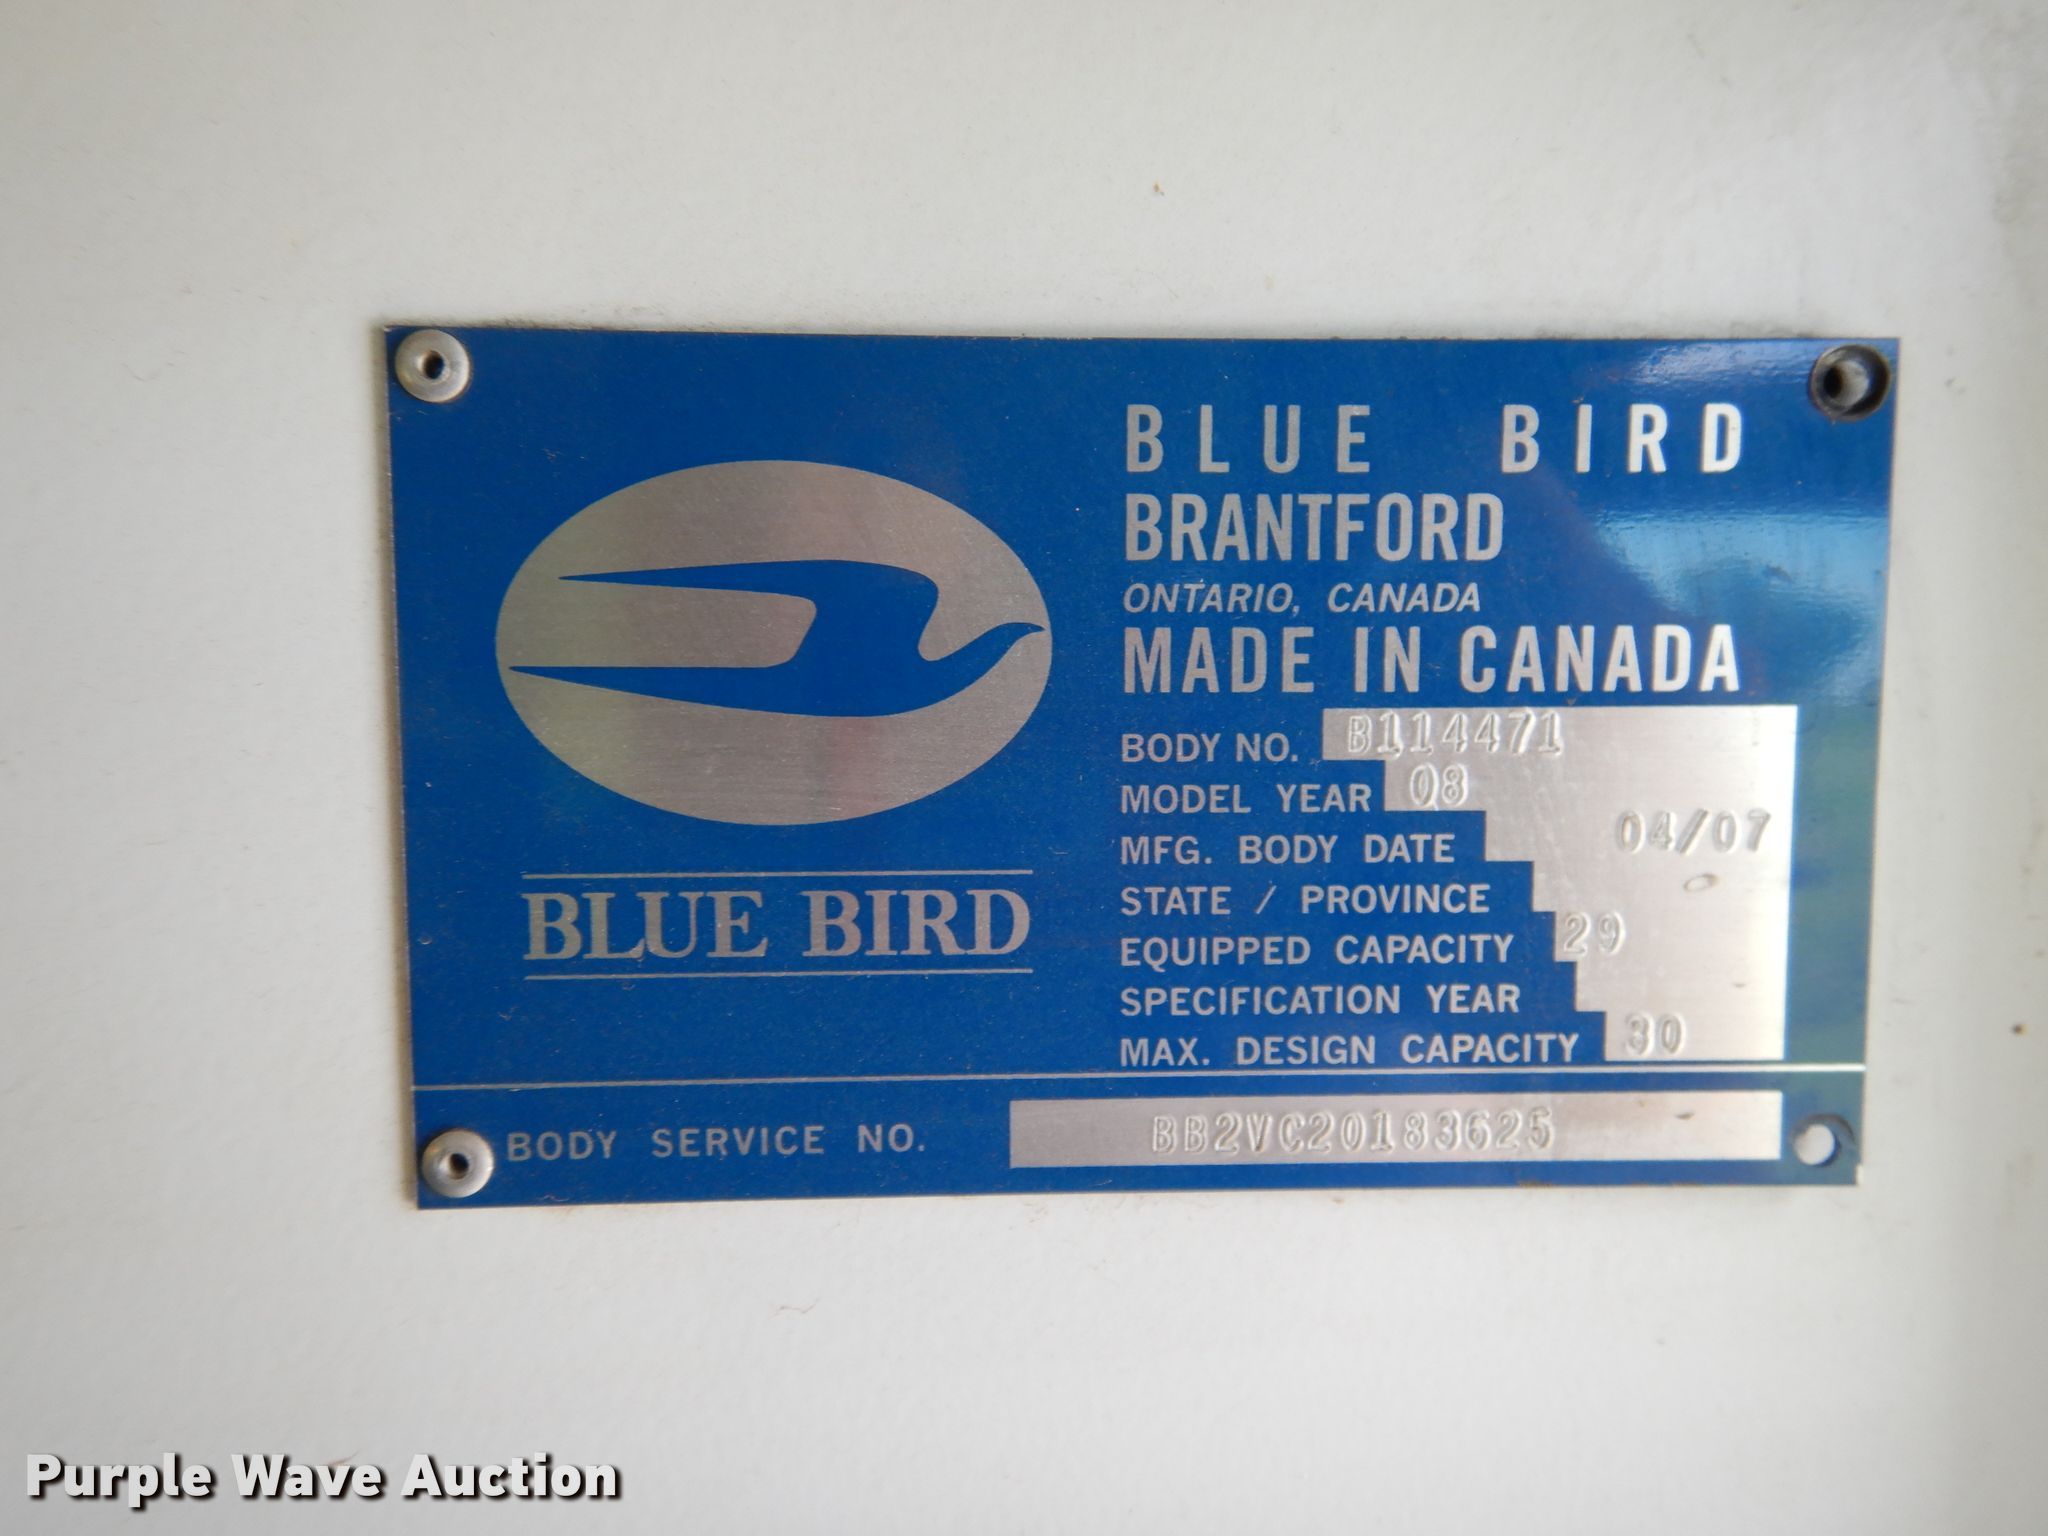 BLUE BIRD
BLUE BIRD
BRANTFORD
ONTARIO, CANADA
MADE IN CANADA
BODY NO. B114471
MODEL YEAR 08
MFG. BODY DATE 04/07
STATE / PROVINCE
EQUIPPED CAPACITY 29
SPECIFICATION YEAR
MAX. DESIGN CAPACITY 30
BODY SERVICE NO. BB2VC20183625
Purple Wave Auction